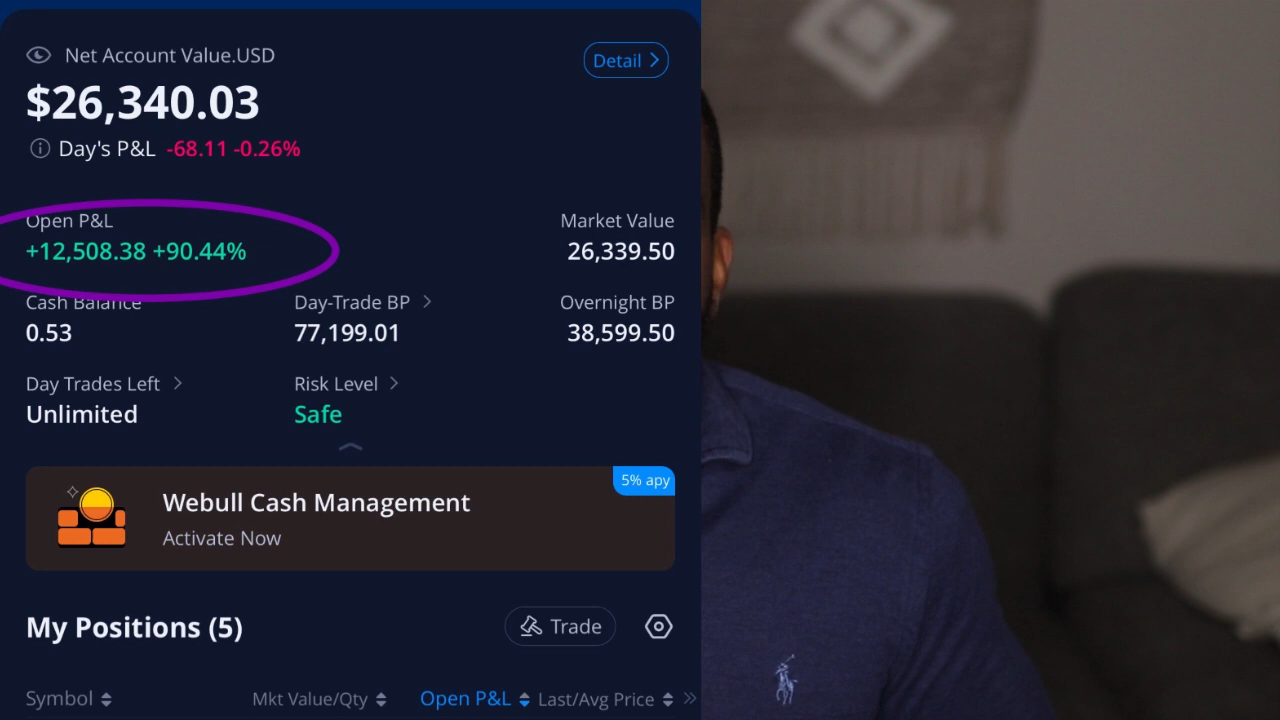 Net Account Value.USD
Detail
$26,340.03
Day's P&L -68.11 -0.26%
Open P&L
Market Value
+12,508.38 +90.44%
26,339.50
Cash Balance
Day-Trade BP
Overnight BP
0.53
77,199.01
38,599.50
Day Trades Left
Risk Level
Unlimited
Safe
5% apy
Webull Cash Management
Activate Now
My Positions (5)
Trade
Symbol
Mkt Value/Qty
Open P&L
Last/Avg Price